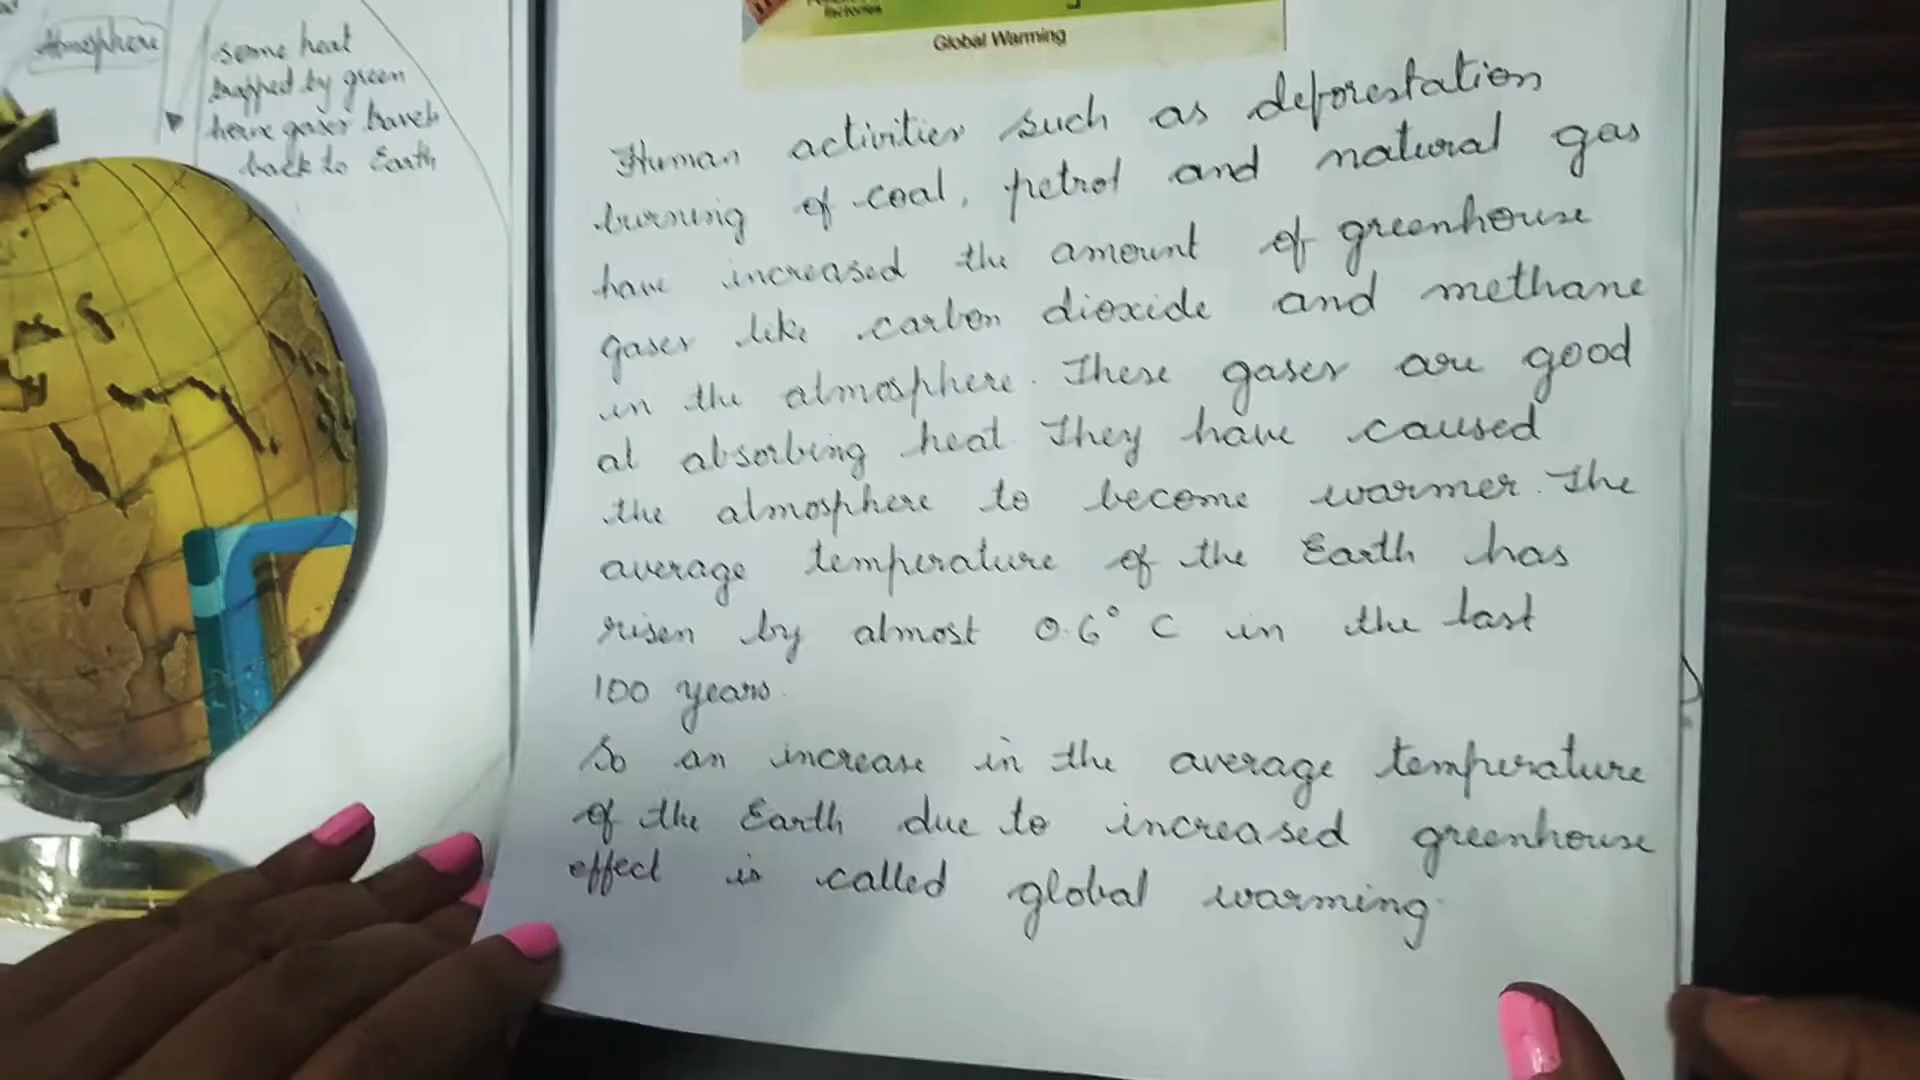 Atmosphere
some heat
trapped by green
house gases travels
back to Earth
factories
Global Warming
Human activities such as deforestation
burning of coal, petrol and natural gas
have increased the amount of greenhouse
gases like carbon dioxide and methane
in the atmosphere. These gases are good
at absorbing heat. They have caused
the atmosphere to become warmer. The
average temperature of the Earth has
risen by almost 0.6° C in the last
100 years.
So an increase in the average temperature
of the Earth due to increased greenhouse
effect is called global warming.